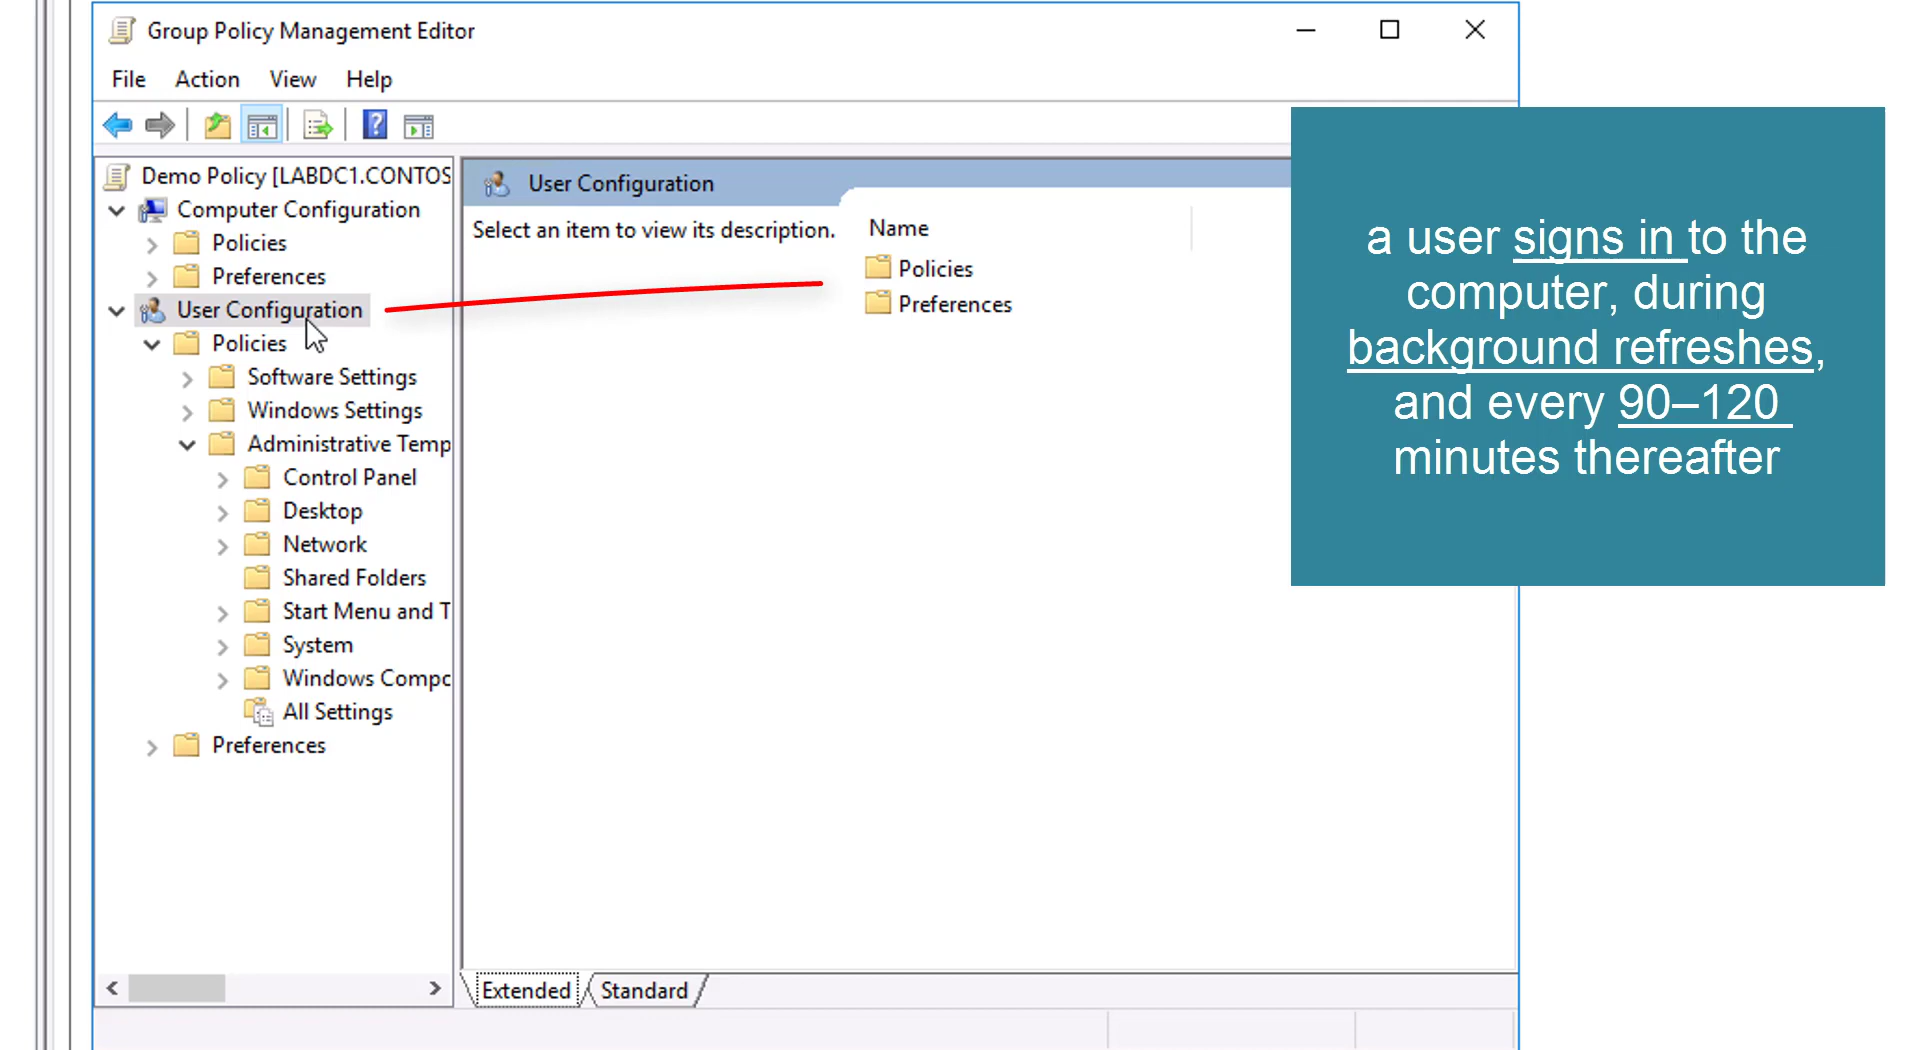 Group Policy Management Editor
File Action View Help
Demo Policy [LABDC1.CONTOS
Computer Configuration
Policies
Preferences
User Configuration
Policies
Software Settings
Windows Settings
Administrative Temp
Control Panel
Desktop
Network
Shared Folders
Start Menu and T
System
Windows Compo
All Settings
Preferences
User Configuration
Select an item to view its description.
Name
Policies
Preferences
Extended Standard
a user signs in to the
computer, during
background refreshes,
and every 90–120
minutes thereafter